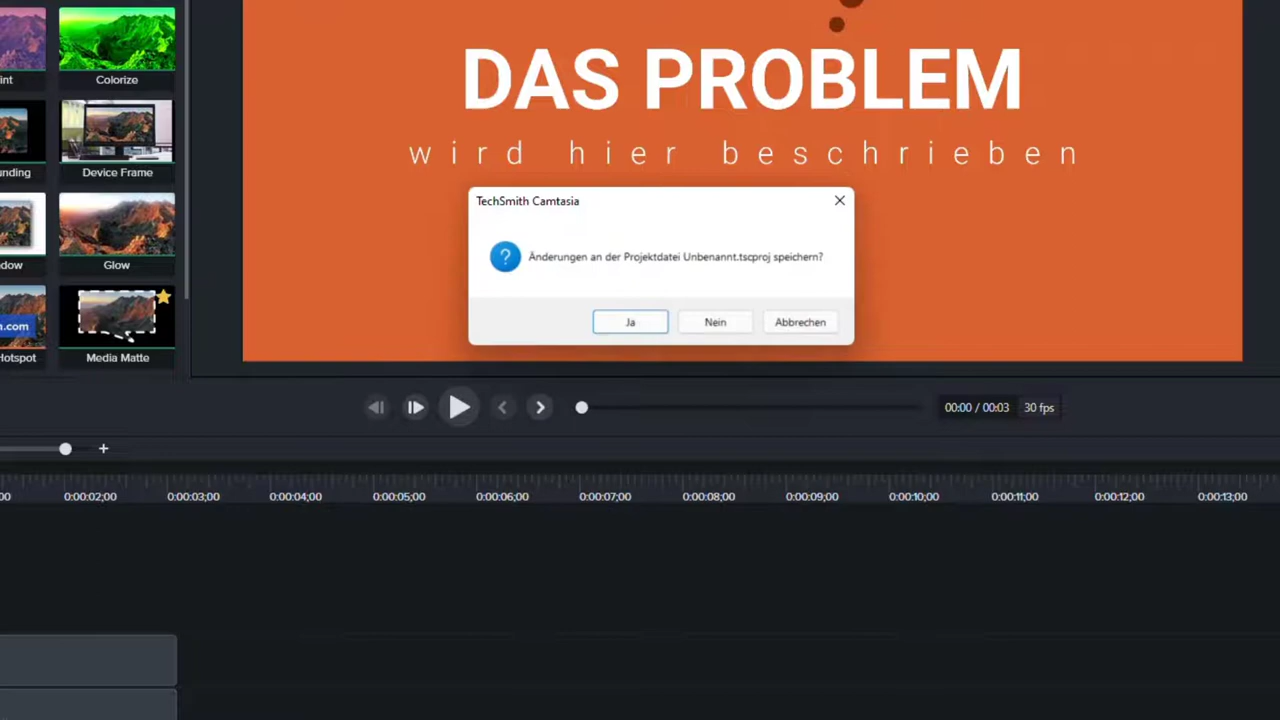 DAS PROBLEM
wird hier beschrieben
Colorize
Device Frame
Glow
.com
Hotspot
Media Matte
TechSmith Camtasia
?
Änderungen an der Projektdatei Unbenannt.tscproj speichern?
Ja
Nein
Abbrechen
00:00 / 00:03
30 fps
+
0:00:02;00 0:00:03;00 0:00:04;00 0:00:05;00 0:00:06;00 0:00:07;00 0:00:08;00 0:00:09;00 0:00:10;00 0:00:11;00 0:00:12;00 0:00:13;00